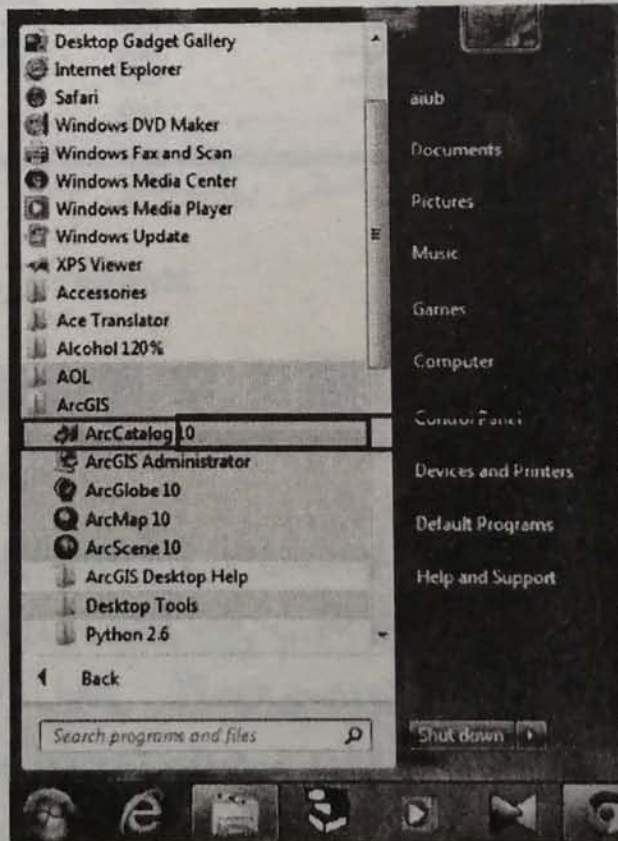 Desktop Gadget Gallery
Internet Explorer
Safari
Windows DVD Maker
Windows Fax and Scan
Windows Media Center
Windows Media Player
Windows Update
XPS Viewer
Accessories
Ace Translator
Alcohol 120%
AOL
ArcGIS
ArcCatalog 10
ArcGIS Administrator
ArcGlobe 10
ArcMap 10
ArcScene 10
ArcGIS Desktop Help
Desktop Tools
Python 2.6
Back
Search programs and files
aiub
Documents
Pictures
Music
Games
Computer
Control Panel
Devices and Printers
Default Programs
Help and Support
Shut down